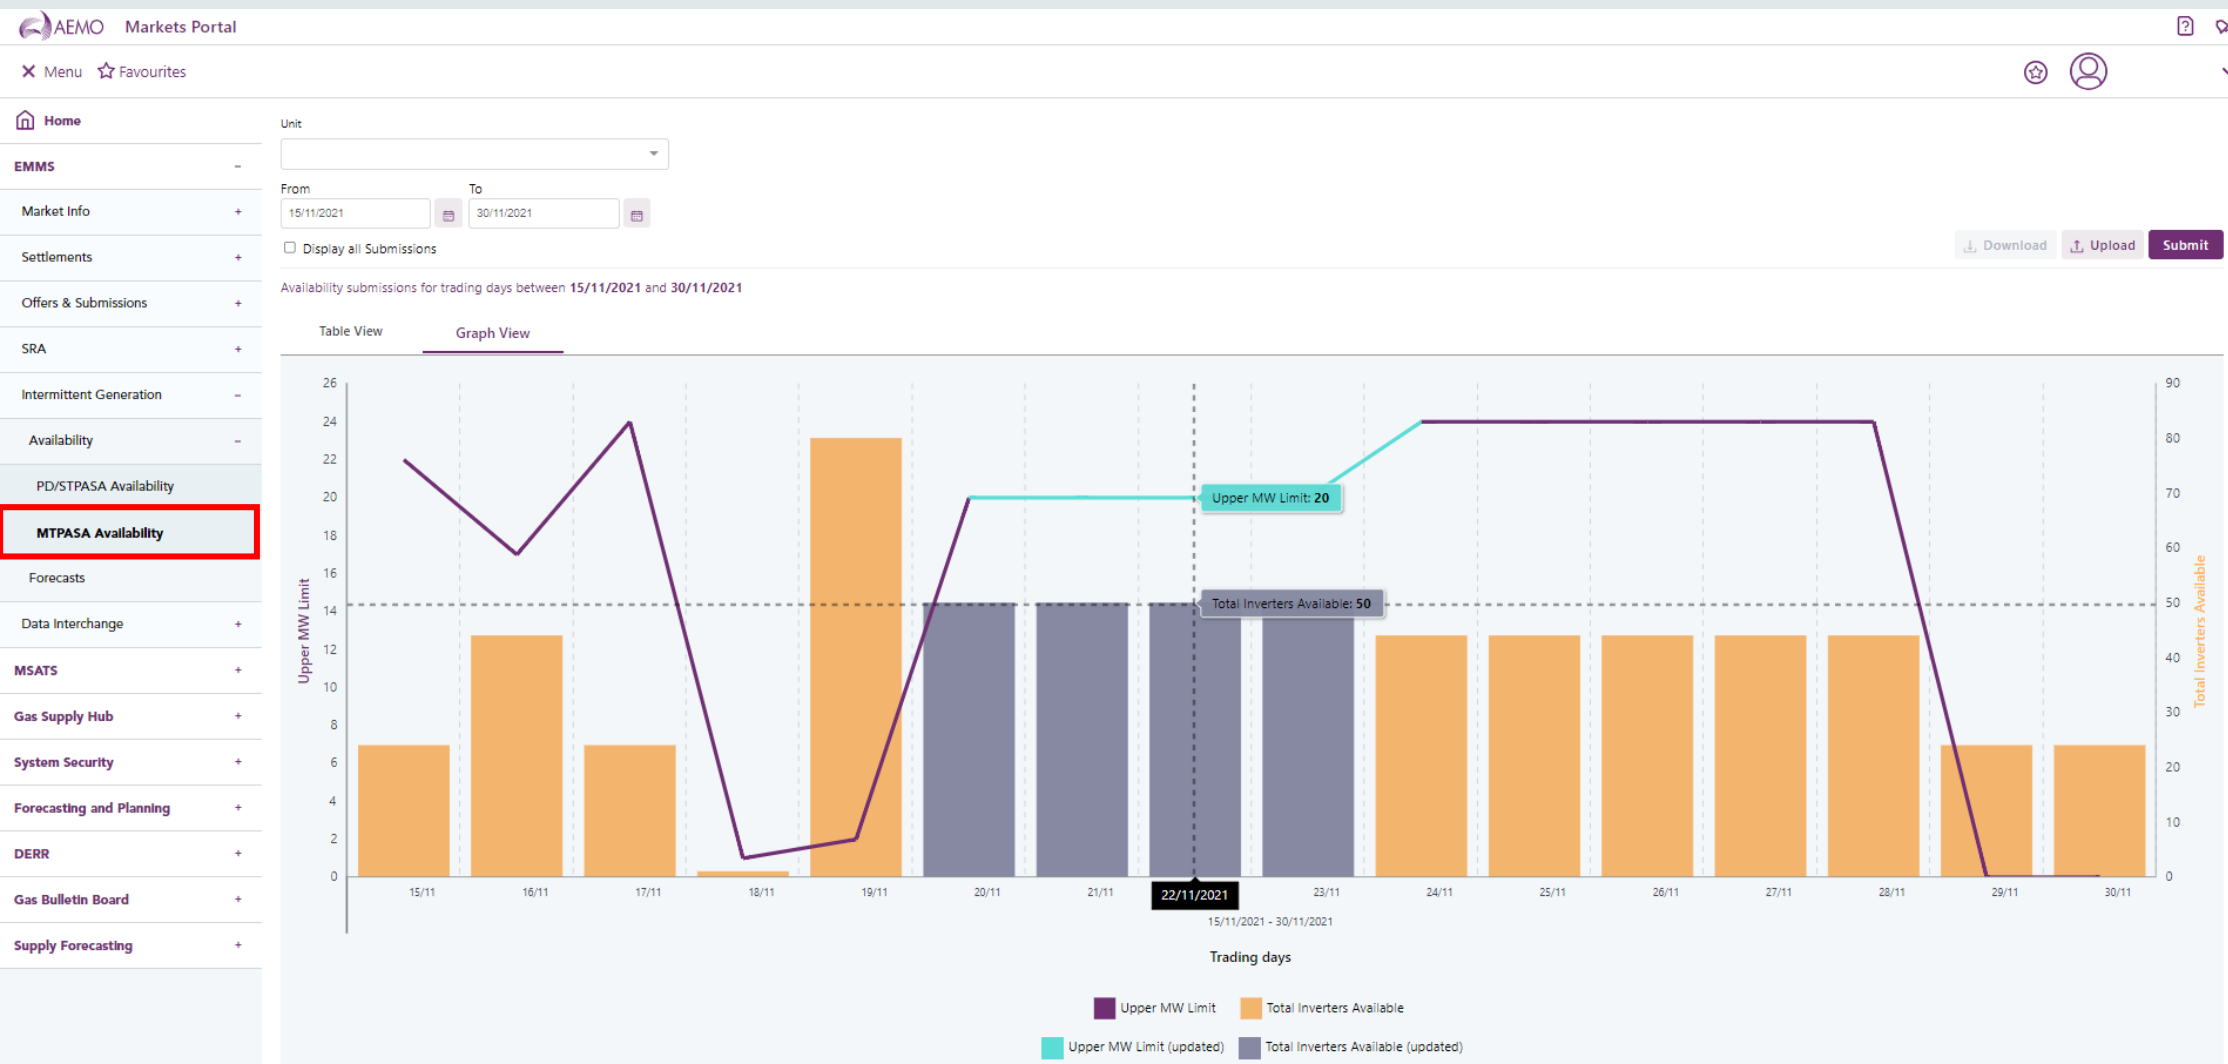 AEMO Markets Portal
Menu Favourites
Home
EMMS
Market Info
Settlements
Offers & Submissions
SRA
Intermittent Generation
Availability
PD/STPASA Availability
MTPASA Availability
Forecasts
Data Interchange
MSATS
Gas Supply Hub
System Security
Forecasting and Planning
DERR
Gas Bulletin Board
Supply Forecasting
Unit
From To
15/11/2021 30/11/2021
Display all Submissions
Download Upload Submit
Availability submissions for trading days between 15/11/2021 and 30/11/2021
Table View Graph View
Upper MW Limit
26
24
22
20
18
16
14
12
10
8
6
4
2
0
Upper MW Limit: 20
Total Inverters Available: 50
90
80
70
60
50
40
30
20
10
0
Total Inverters Available
15/11 16/11 17/11 18/11 19/11 20/11 21/11 22/11/2021 23/11 24/11 25/11 26/11 27/11 28/11 29/11 30/11
15/11/2021 - 30/11/2021
Trading days
Upper MW Limit Total Inverters Available
Upper MW Limit (updated) Total Inverters Available (updated)